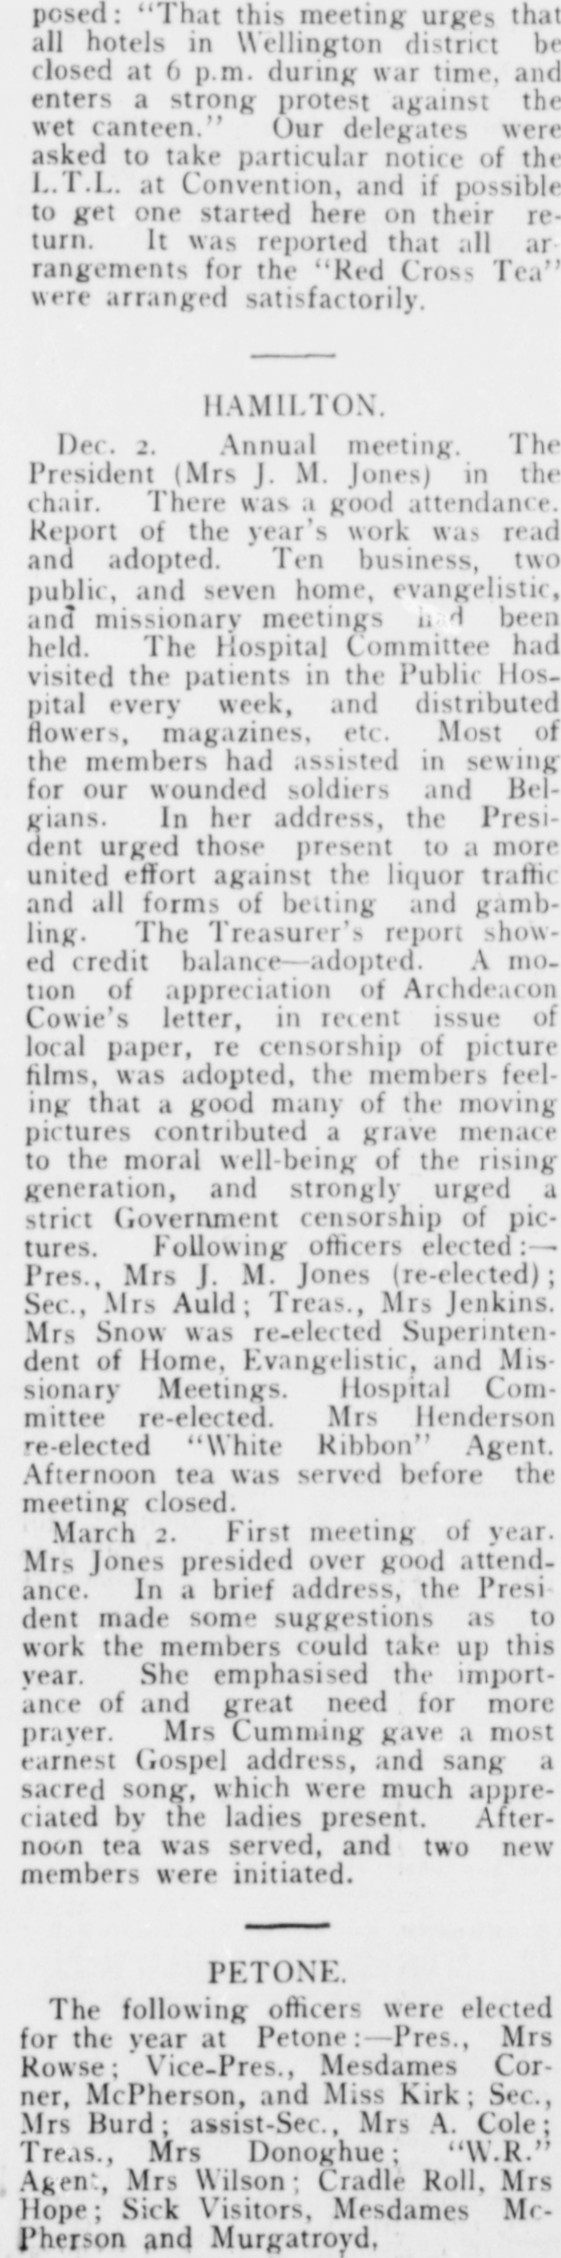 posed: "That this meeting urges that
all hotels in Wellington district be
closed at 6 p.m. during war time, and
enters a strong protest against the
wet canteen." Our delegates were
asked to take particular notice of the
L.T.L. at Convention, and if possible
to get one started here on their re-
turn. It was reported that all ar-
rangements for the "Red Cross Tea"
were arranged satisfactorily.
HAMILTON.
Dec. 2. Annual meeting. The
President (Mrs J. M. Jones) in the
chair. There was a good attendance.
Report of the year's work was read
and adopted. Ten business, two
public, and seven home, evangelistic,
and missionary meetings had been
held. The Hospital Committee had
visited the patients in the Public Hos-
pital every week, and distributed
flowers, magazines, etc. Most of
the members had assisted in sewing
for our wounded soldiers and Bel-
gians. In her address, the Presi-
dent urged those present to a more
united effort against the liquor traffic
and all forms of betting and gamb-
ling. The Treasurer's report show-
ed credit balance—adopted. A mo-
tion of appreciation of Archdeacon
Cowie's letter, in recent issue of
local paper, re censorship of picture
films, was adopted, the members feel-
ing that a good many of the moving
pictures contributed a grave menace
to the moral well-being of the rising
generation, and strongly urged a
strict Government censorship of pic-
tures. Following officers elected:—
Pres., Mrs J. M. Jones (re-elected);
Sec., Mrs Auld; Treas., Mrs Jenkins.
Mrs Snow was re-elected Superinten-
dent of Home, Evangelistic, and Mis-
sionary Meetings. Hospital Com-
mittee re-elected. Mrs Henderson
re-elected "White Ribbon" Agent.
Afternoon tea was served before the
meeting closed.
March 2. First meeting of year.
Mrs Jones presided over good attend-
ance. In a brief address, the Presi-
dent made some suggestions as to
work the members could take up this
year. She emphasised the import-
ance of and great need for more
prayer. Mrs Cumming gave a most
earnest Gospel address, and sang a
sacred song, which were much appre-
ciated by the ladies present. After-
noon tea was served, and two new
members were initiated.
PETONE.
The following officers were elected
for the year at Petone:—Pres., Mrs
Rowse; Vice-Pres., Mesdames Cor-
ner, McPherson, and Miss Kirk; Sec.,
Mrs Burd; assist-Sec., Mrs A. Cole;
Treas., Mrs Donoghue; "W.R."
Agent, Mrs Wilson; Cradle Roll, Mrs
Hope; Sick Visitors, Mesdames Mc-
Pherson and Murgatroyd,